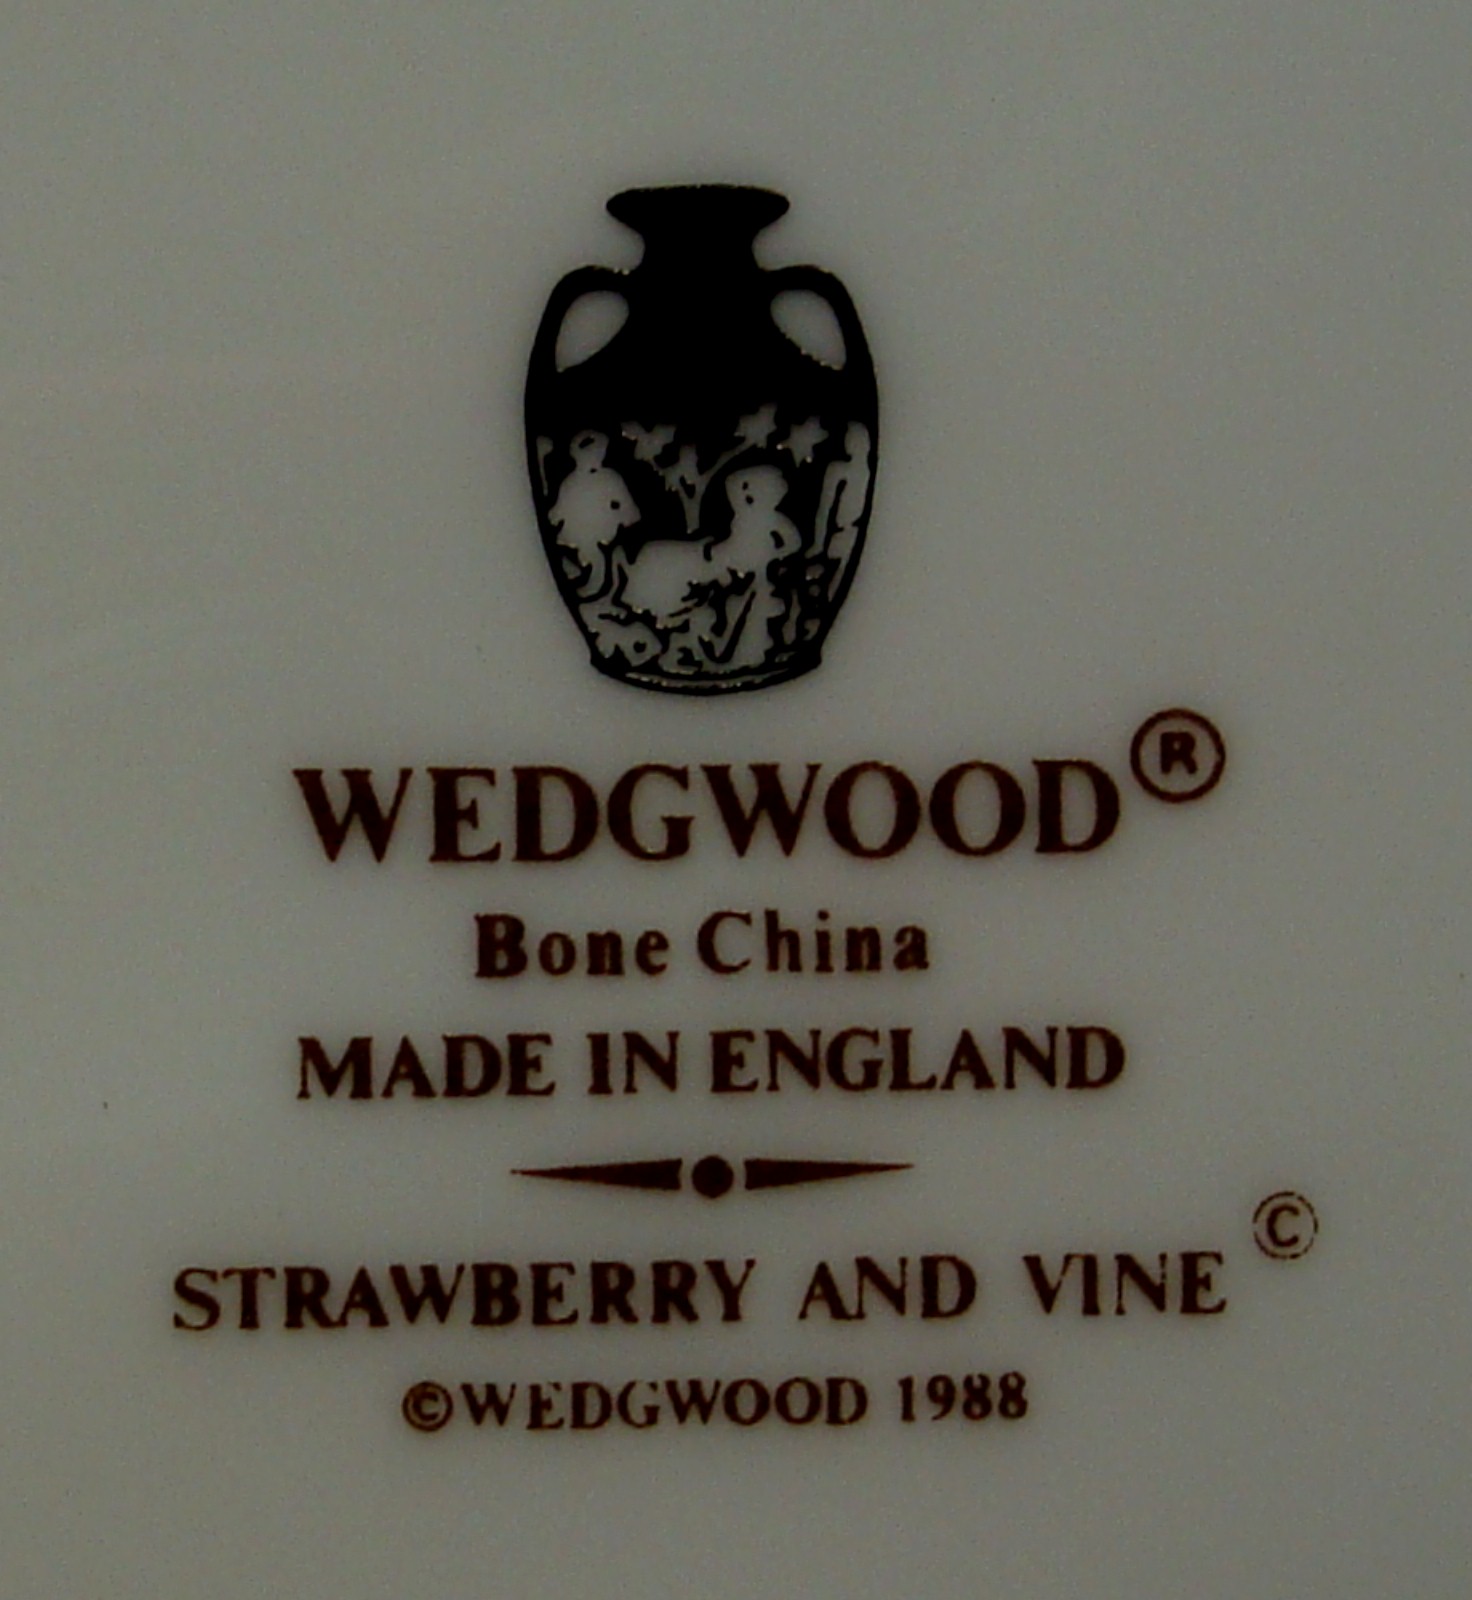 WEDGWOOD®
Bone China
MADE IN ENGLAND
STRAWBERRY AND VINE ©
©WEDGWOOD 1988